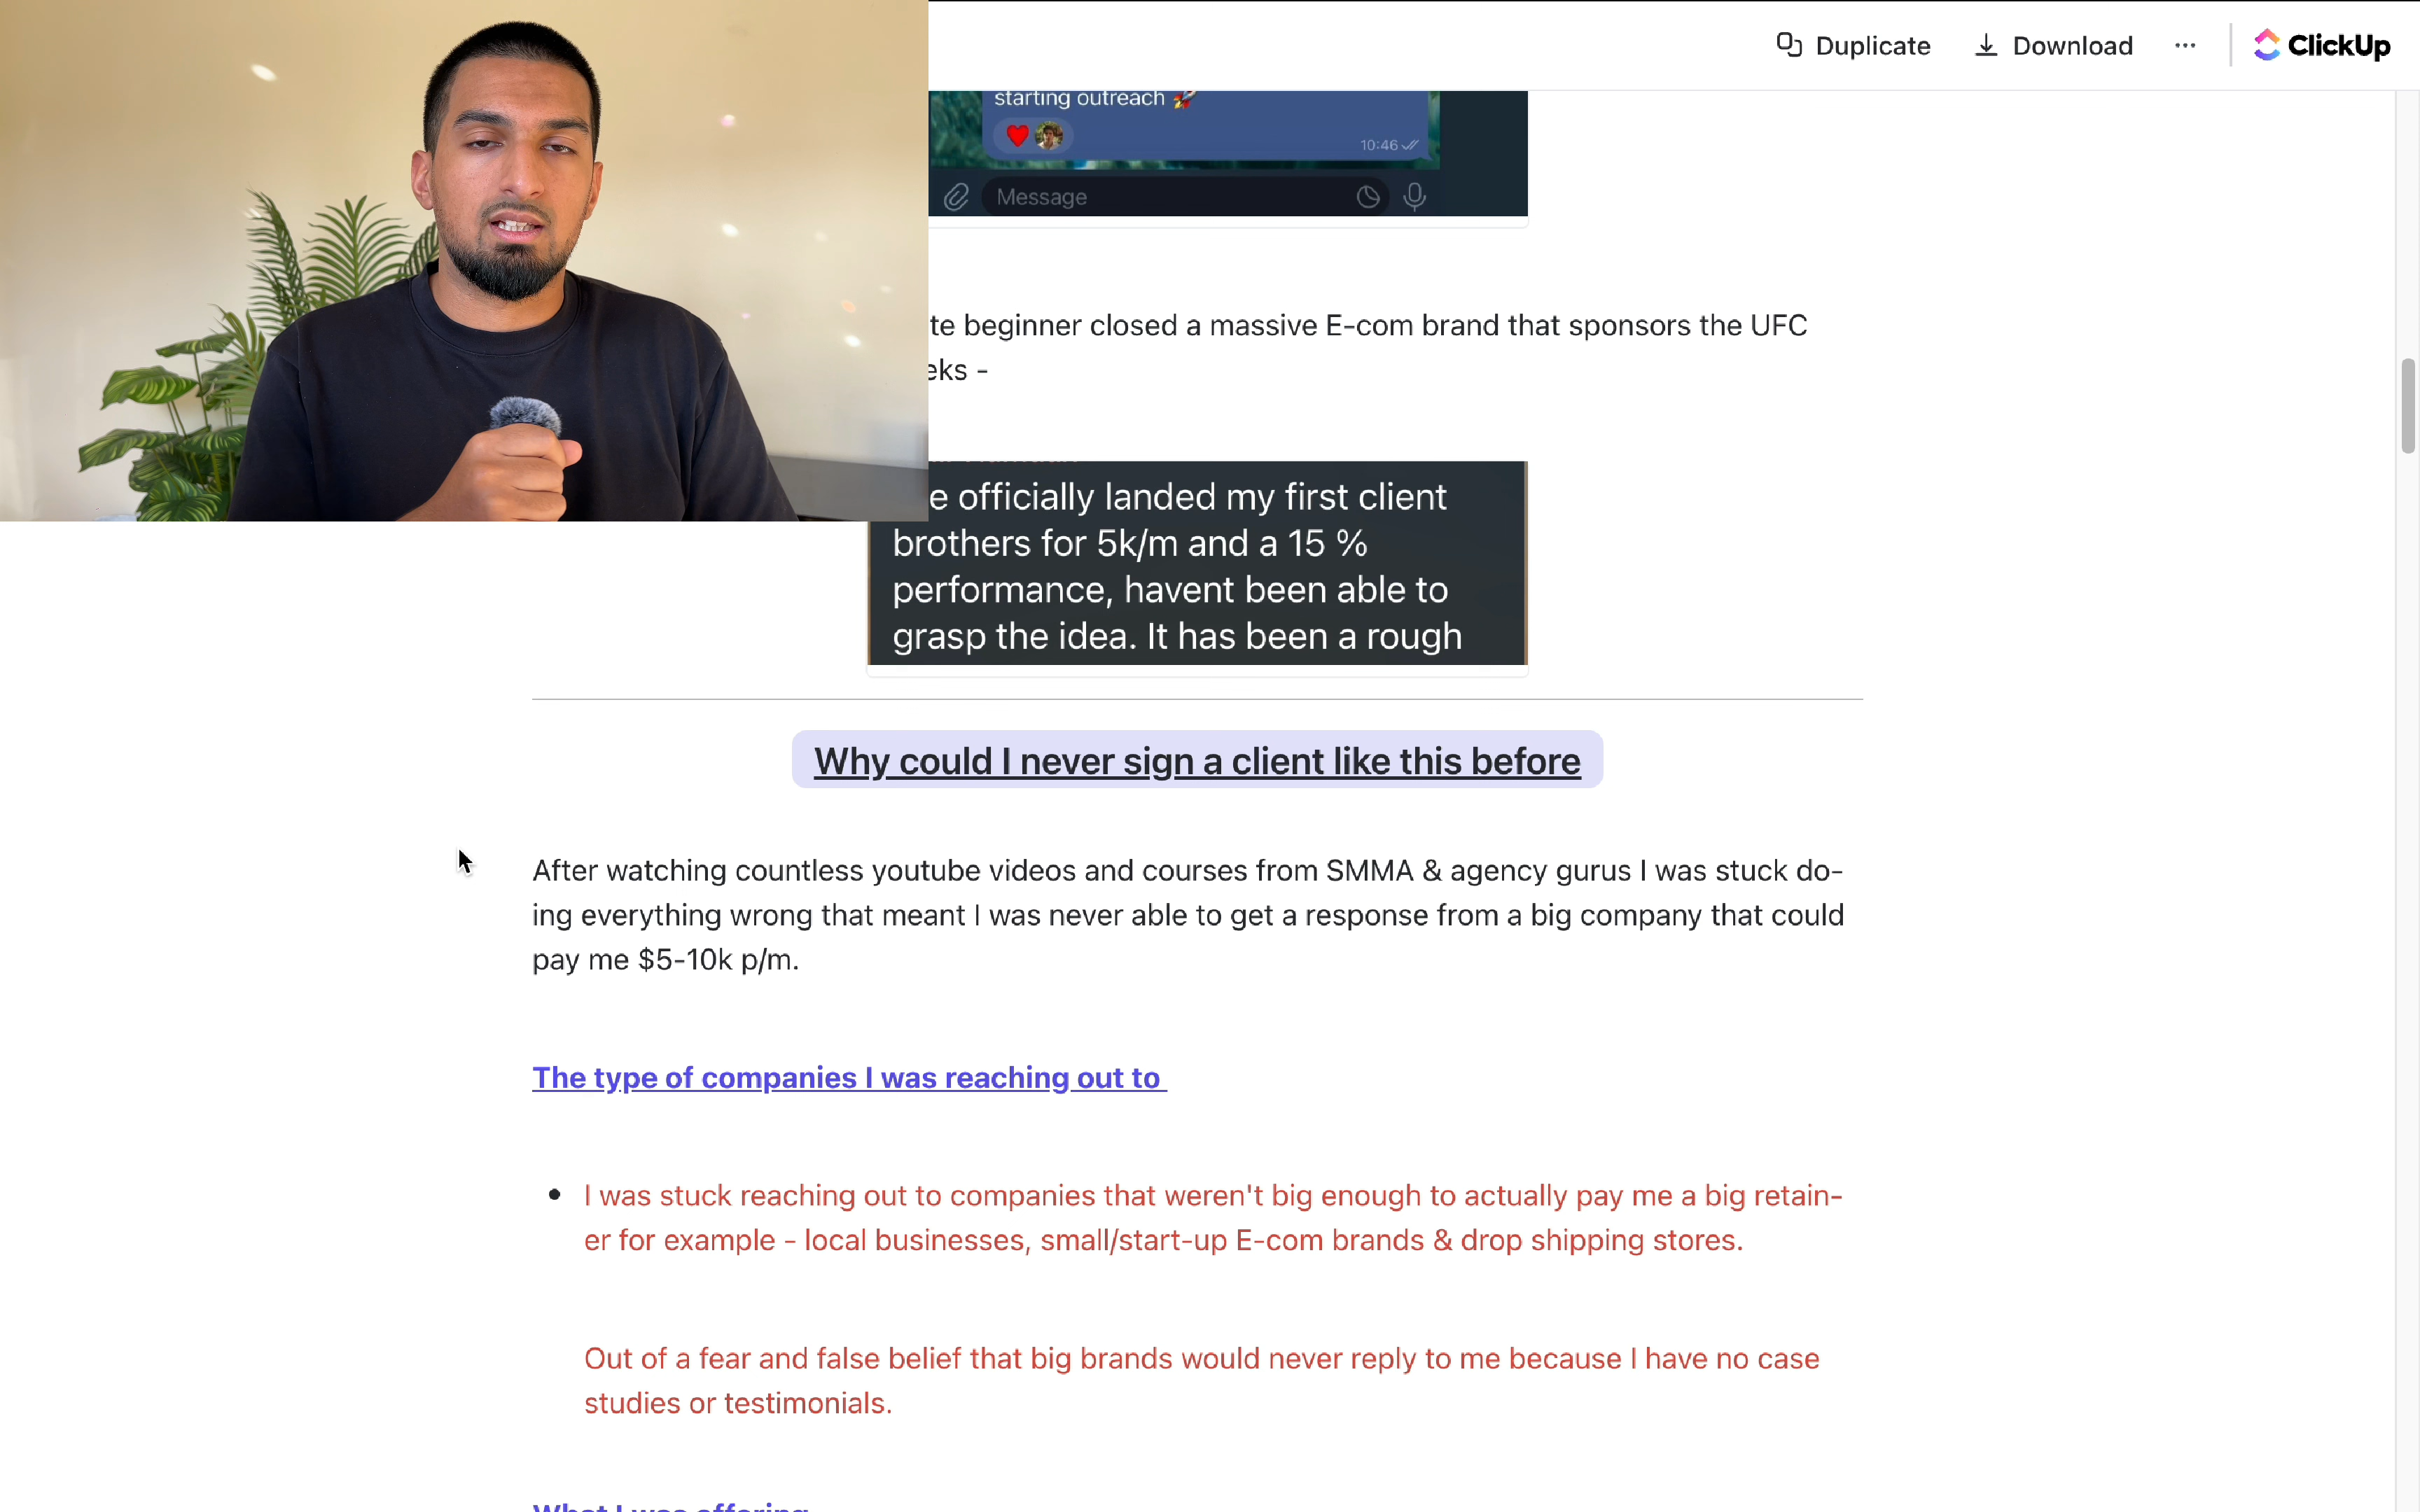 Duplicate
Download
ClickUp
starting outreach
10:46
Message
beginner closed a massive E-com brand that sponsors the UFC
-
officially landed my first client
brothers for 5k/m and a 15 %
performance, havent been able to
grasp the idea. It has been a rough
Why could I never sign a client like this before
After watching countless youtube videos and courses from SMMA & agency gurus I was stuck do-
ing everything wrong that meant I was never able to get a response from a big company that could
pay me $5-10k p/m.
The type of companies I was reaching out to
• I was stuck reaching out to companies that weren't big enough to actually pay me a big retain-
er for example - local businesses, small/start-up E-com brands & drop shipping stores.
Out of a fear and false belief that big brands would never reply to me because I have no case
studies or testimonials.
What I was offering